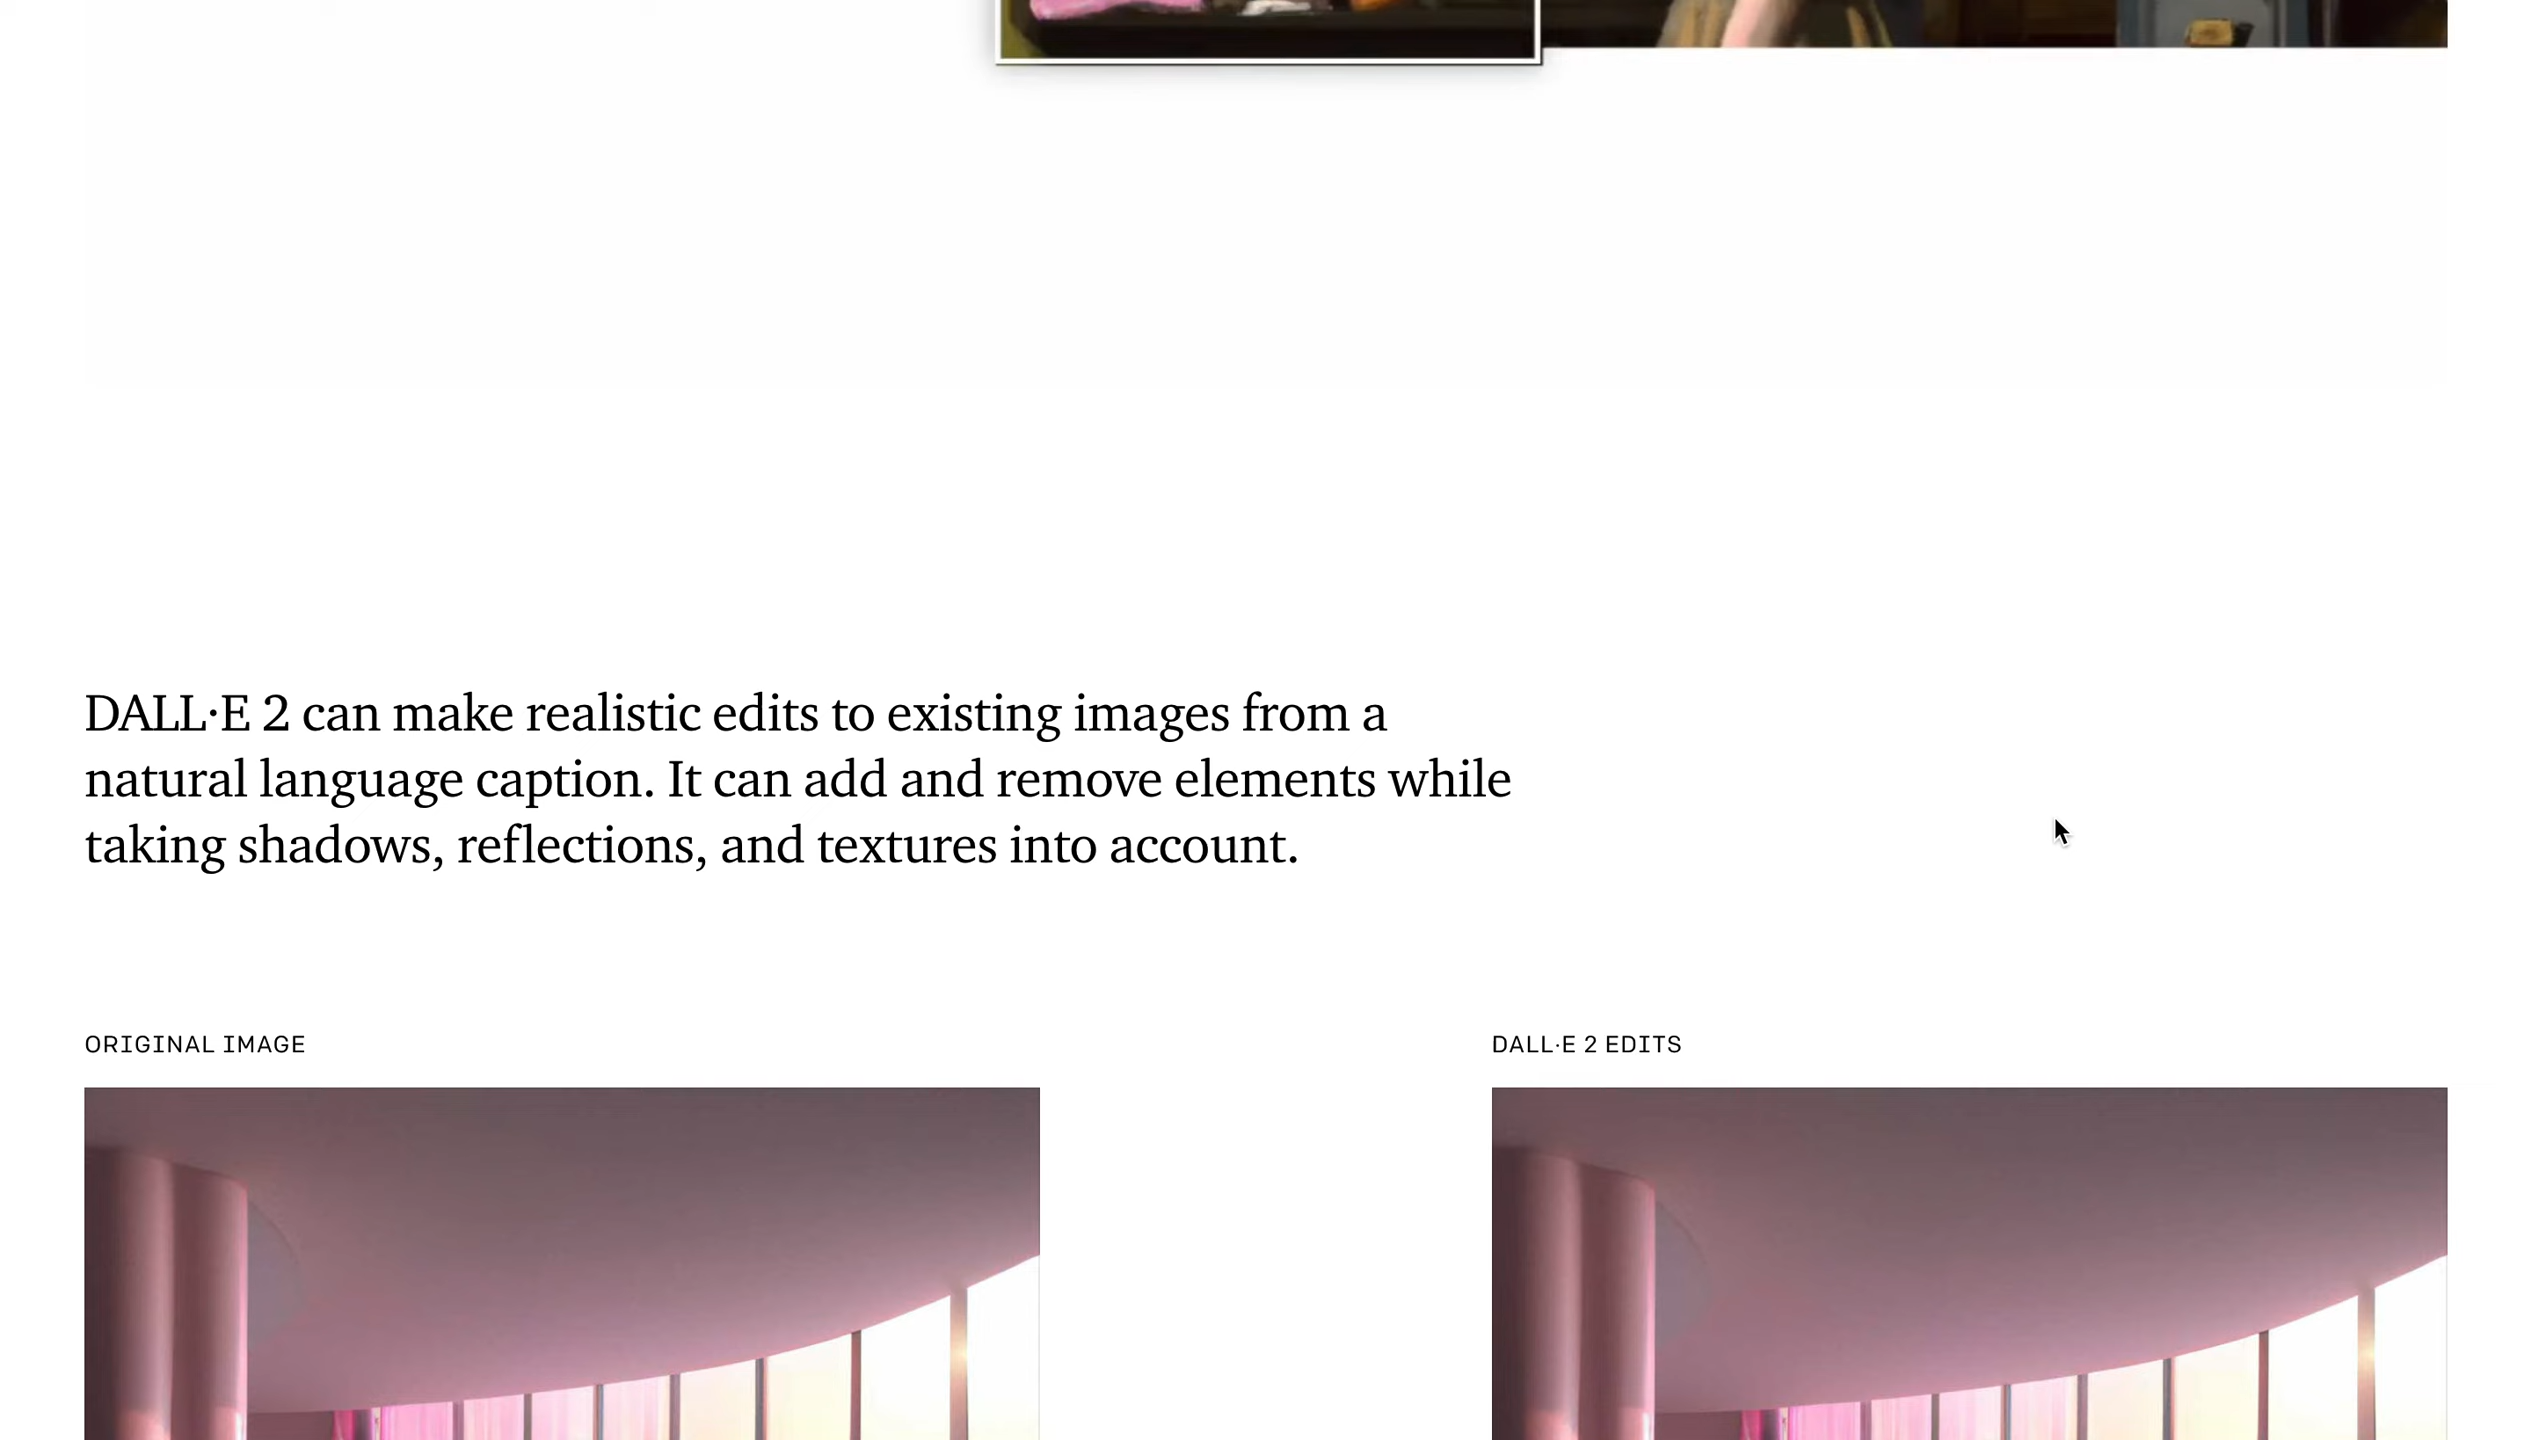 DALL·E 2 can make realistic edits to existing images from a
natural language caption. It can add and remove elements while
taking shadows, reflections, and textures into account.
ORIGINAL IMAGE
DALL·E 2 EDITS